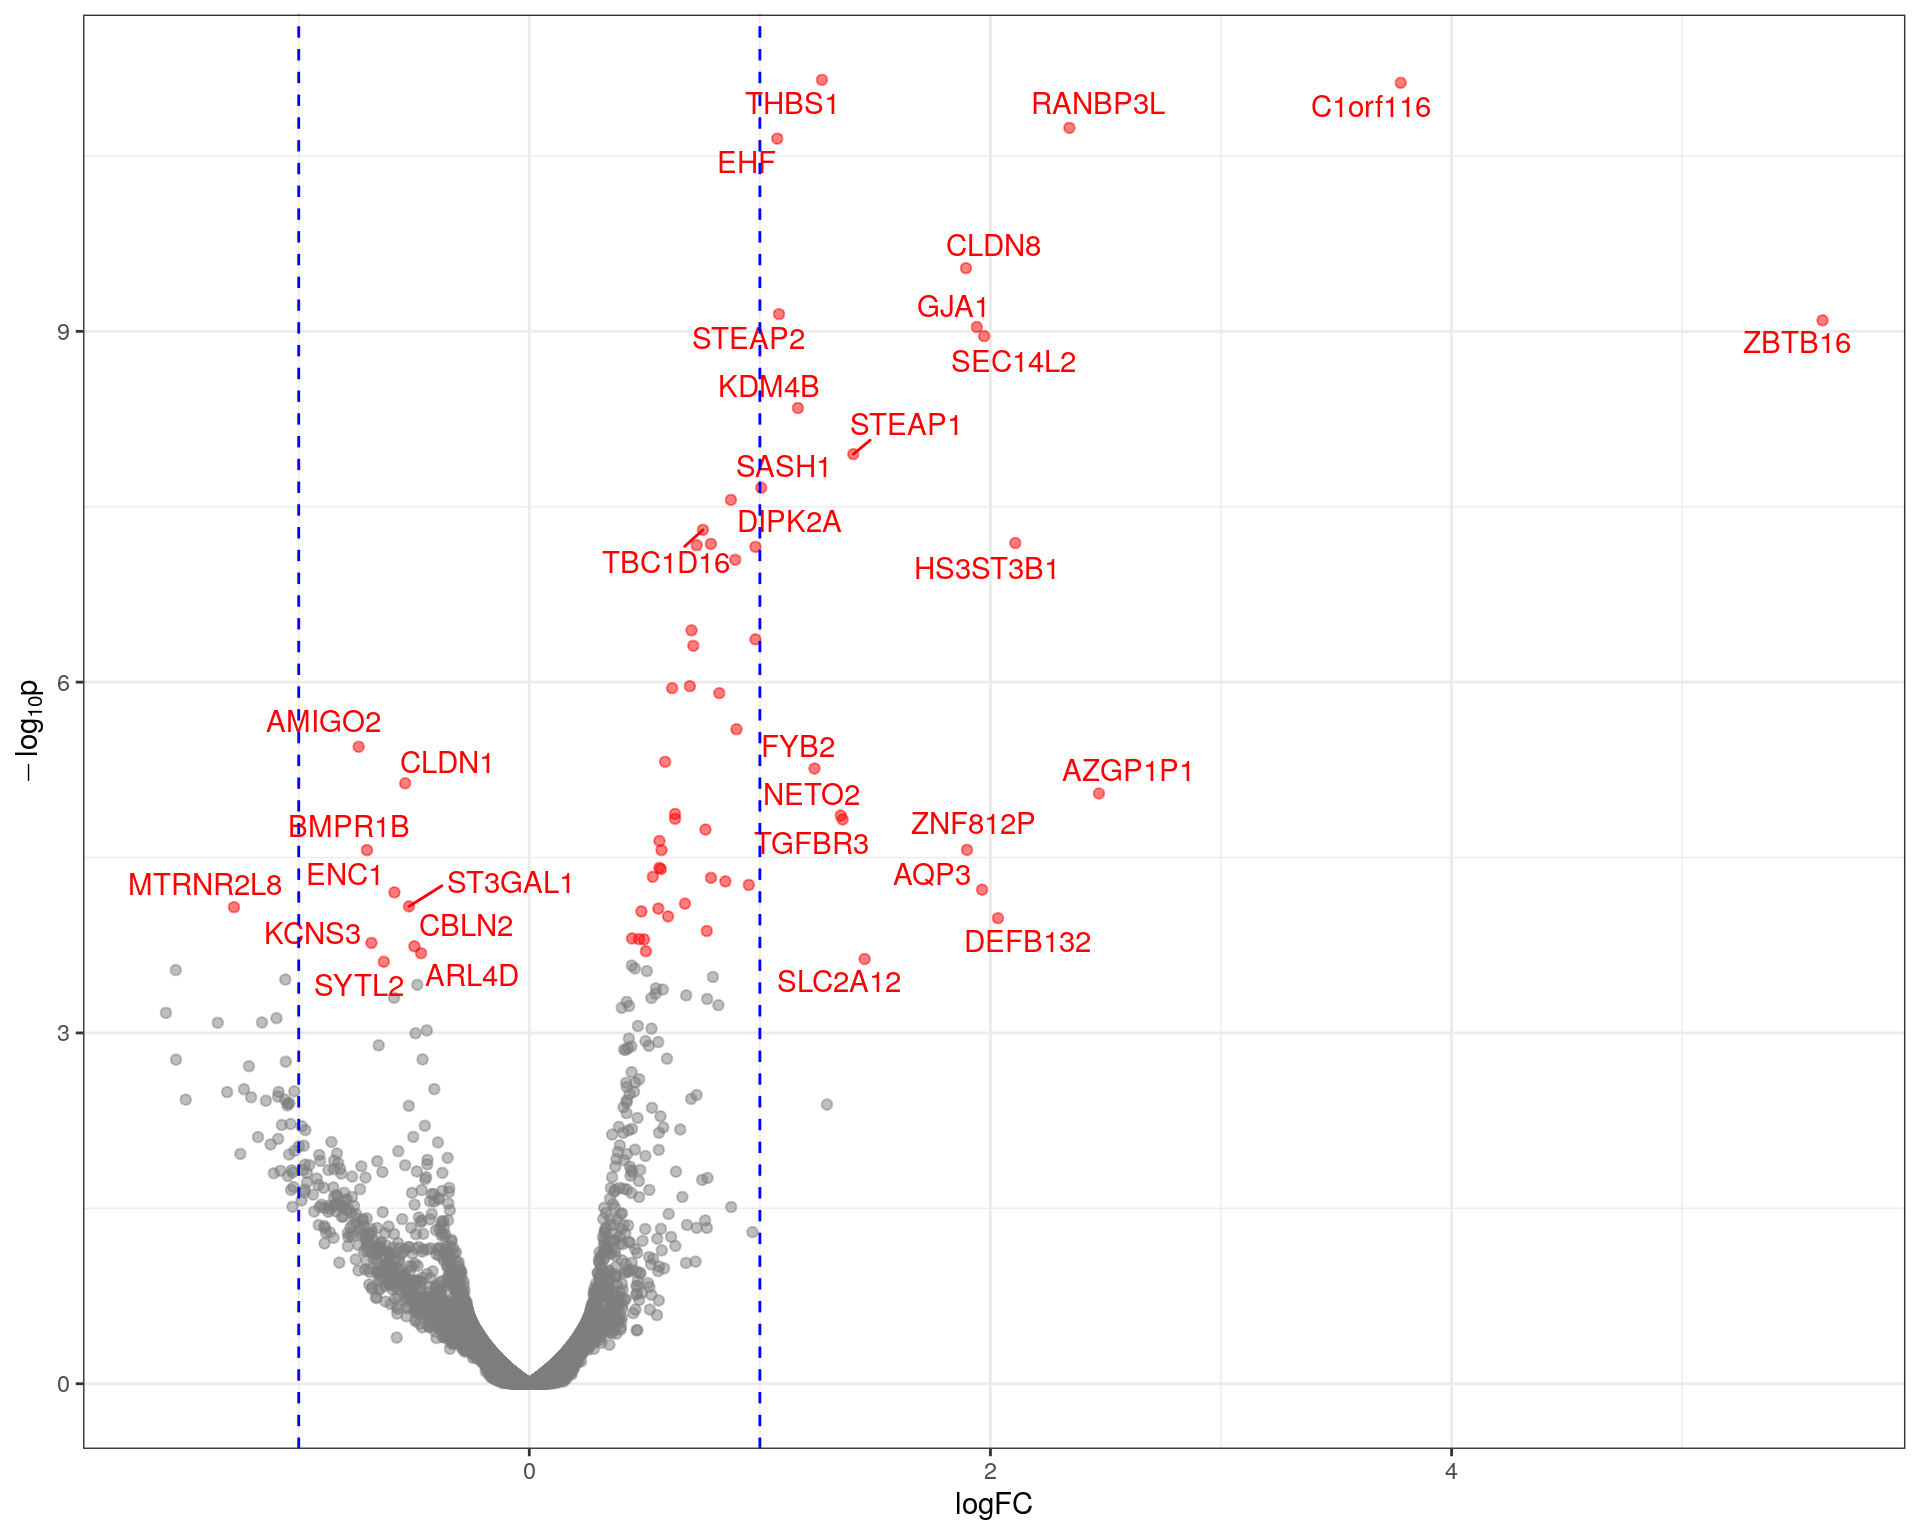 THBS1
RANBP3L
C1orf116
EHF
CLDN8
GJA1
STEAP2
SEC14L2
ZBTB16
KDM4B
STEAP1
SASH1
DIPK2A
TBC1D16
HS3ST3B1
AMIGO2
CLDN1
FYB2
AZGP1P1
NETO2
BMPR1B
ZNF812P
TGFBR3
ENC1
ST3GAL1
AQP3
MTRNR2L8
KCNS3
CBLN2
DEFB132
SYTL2
ARL4D
SLC2A12
9
6
3
0
−log10p
0
2
4
logFC